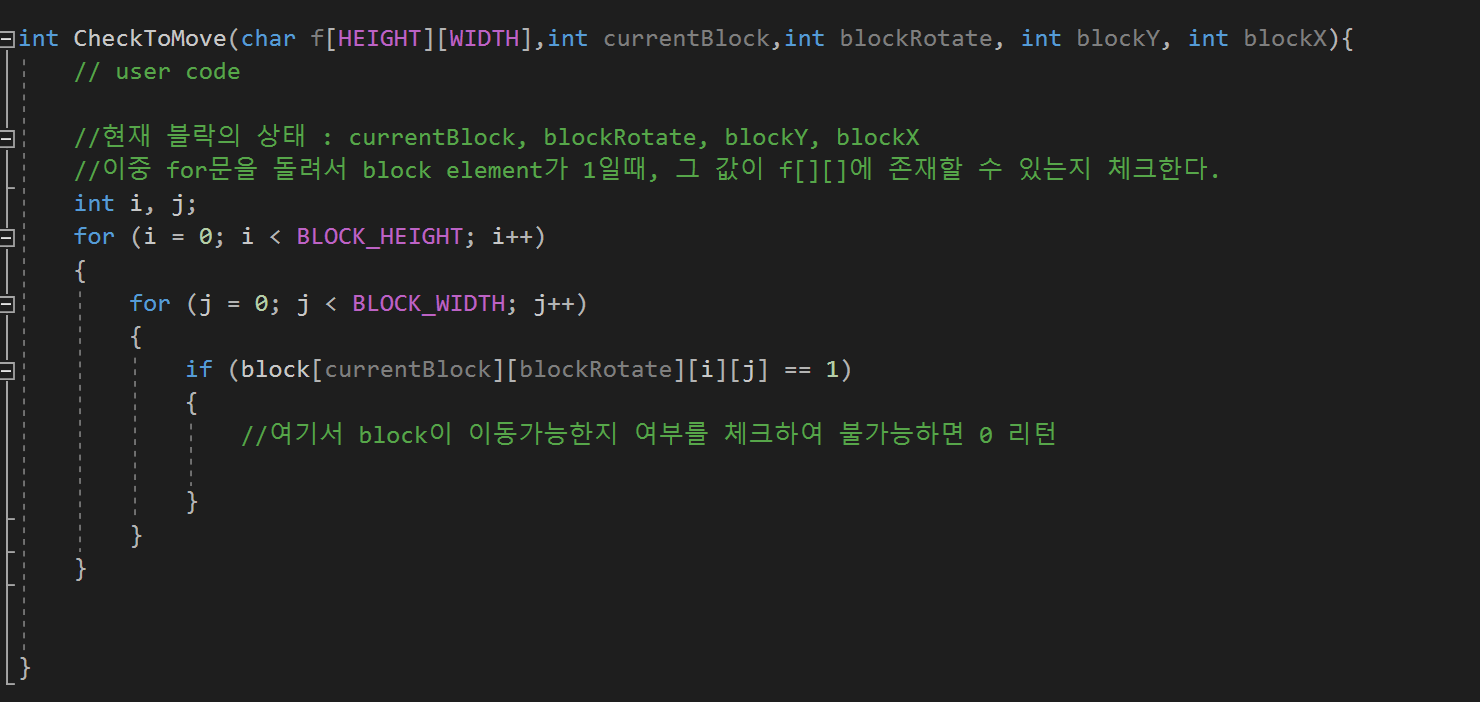 int CheckToMove(char f[HEIGHT][WIDTH],int currentBlock,int blockRotate, int blockY, int blockX){
// user code
//현재 블락의 상태 : currentBlock, blockRotate, blockY, blockX
//이중 for문을 돌려서 block element가 1일때, 그 값이 f[][]에 존재할 수 있는지 체크한다.
int i, j;
for (i = 0; i < BLOCK_HEIGHT; i++)
{
for (j = 0; j < BLOCK_WIDTH; j++)
{
if (block[currentBlock][blockRotate][i][j] == 1)
{
//여기서 block이 이동가능한지 여부를 체크하여 불가능하면 0 리턴
}
}
}
}